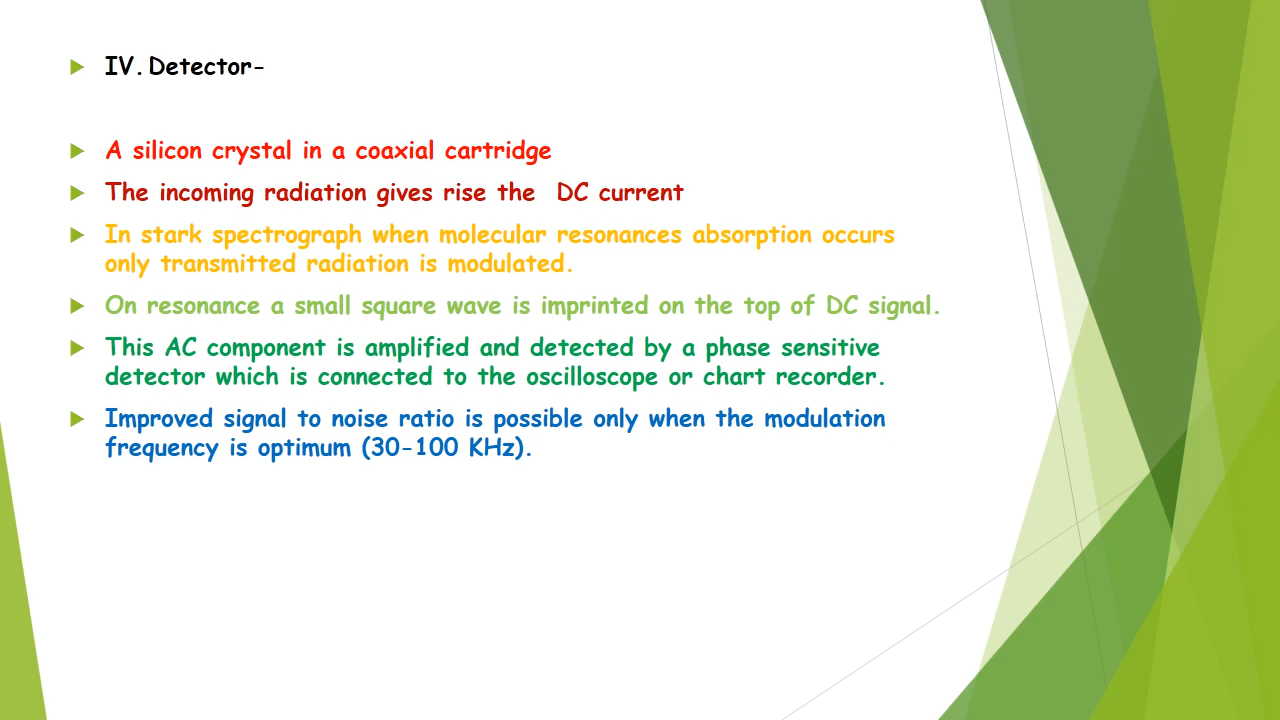 IV. Detector-
A silicon crystal in a coaxial cartridge
The incoming radiation gives rise the DC current
In stark spectrograph when molecular resonances absorption occurs
only transmitted radiation is modulated.
On resonance a small square wave is imprinted on the top of DC signal.
This AC component is amplified and detected by a phase sensitive
detector which is connected to the oscilloscope or chart recorder.
Improved signal to noise ratio is possible only when the modulation
frequency is optimum (30-100 KHz).